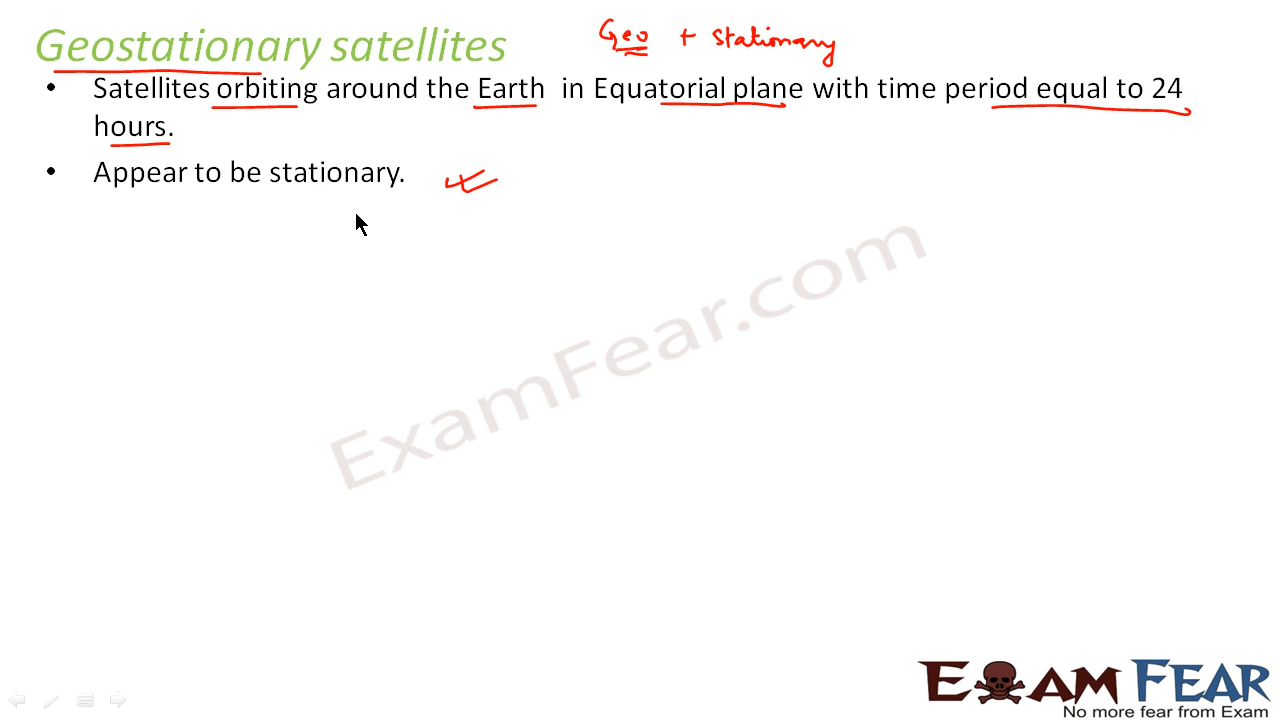 Geostationary satellites
Geo + Stationary
• Satellites orbiting around the Earth in Equatorial plane with time period equal to 24
hours.
• Appear to be stationary.
ExamFear.com
EXAM FEAR
No more fear from Exam